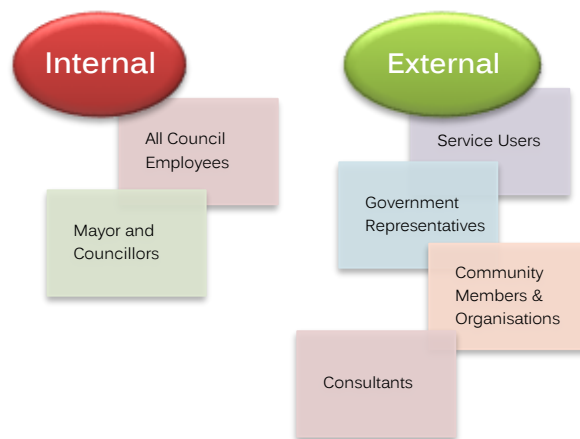 Internal
All Council
Employees
Mayor and
Councillors
External
Service Users
Government
Representatives
Community
Members &
Organisations
Consultants